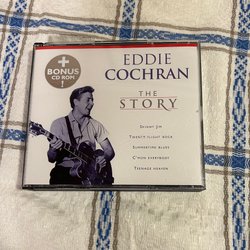 +
BONUS
CD ROM
!
EDDIE
COCHRAN
THE
STORY
SKINNY JIM
TWENTY FLIGHT ROCK
SUMMERTIME BLUES
C'MON EVERYBODY
TEENAGE HEAVEN